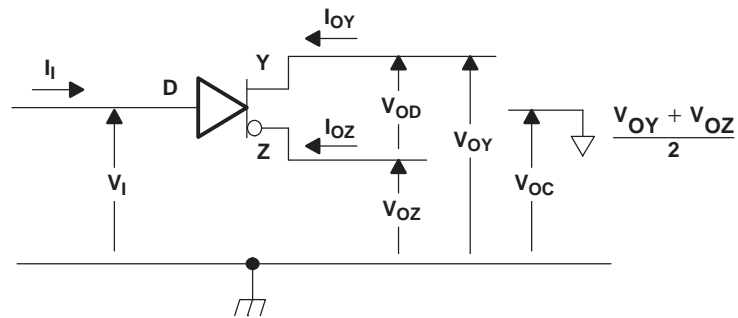 I_OY
I_I
D
Y
I_OZ
Z
V_I
V_OD
V_OZ
V_OY
V_OC
V_OY + V_OZ
2